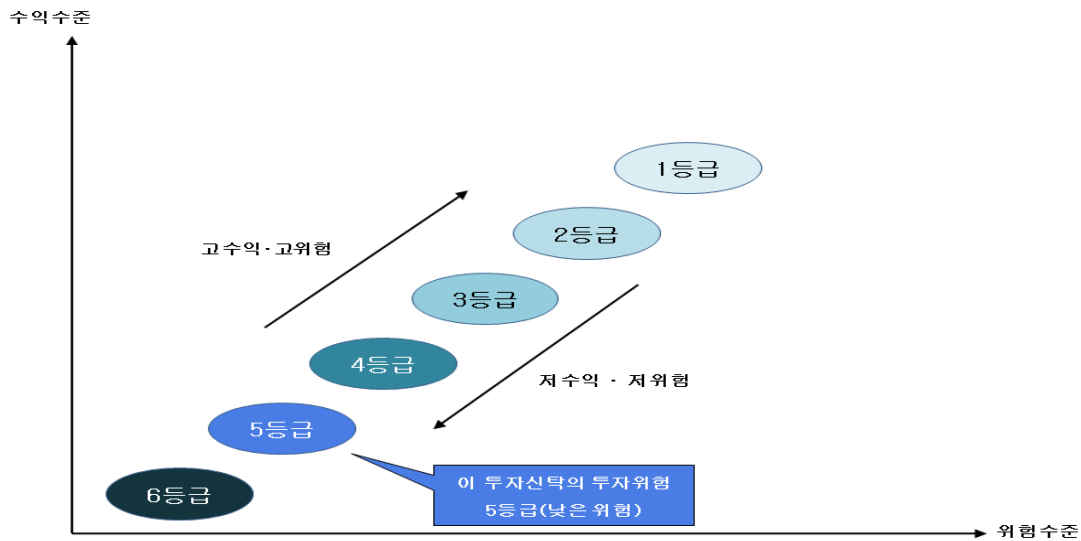 수익수준
1등급
2등급
고수익·고위험
3등급
4등급
저수익 · 저위험
5등급
이 투자신탁의 투자위험
5등급(낮은 위험)
6등급
위험수준